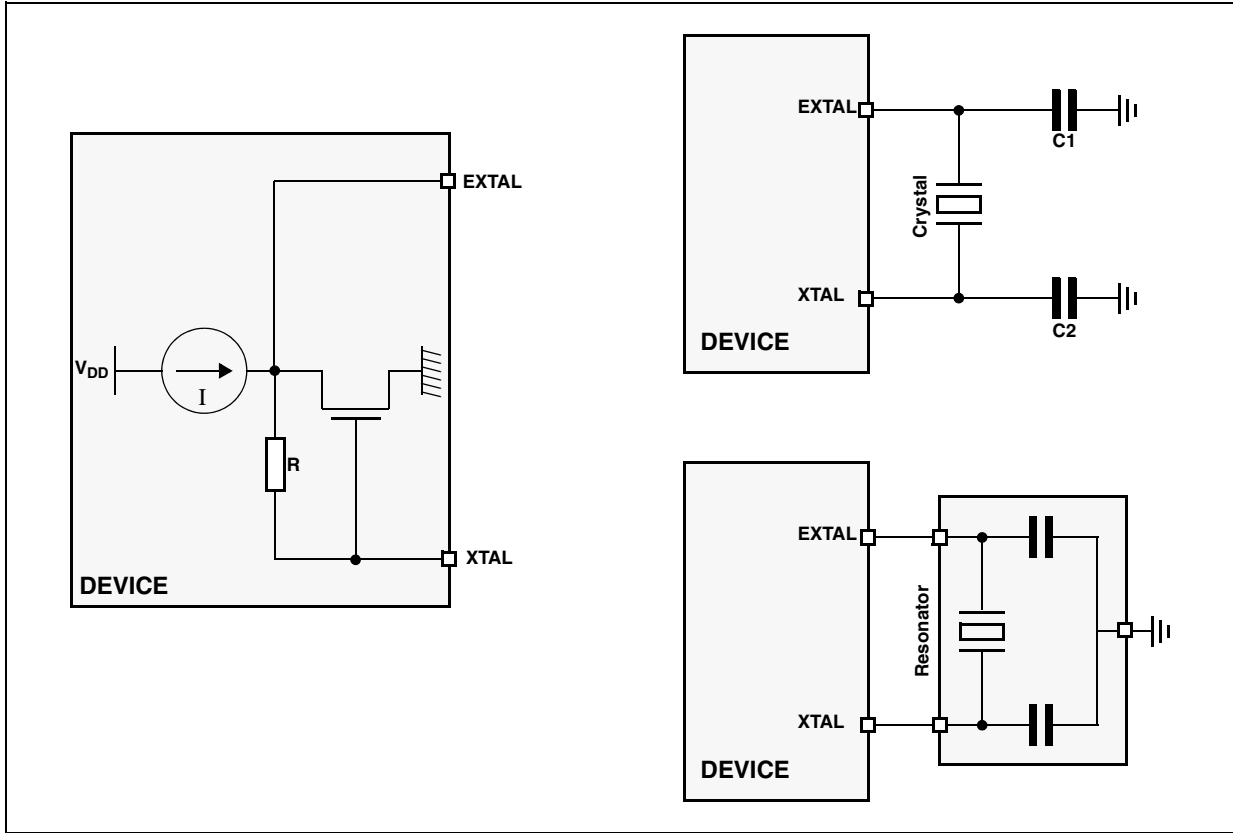 EXTAL
V_DD
I
R
XTAL
DEVICE
EXTAL
C1
Crystal
XTAL
C2
DEVICE
EXTAL
Resonator
XTAL
DEVICE